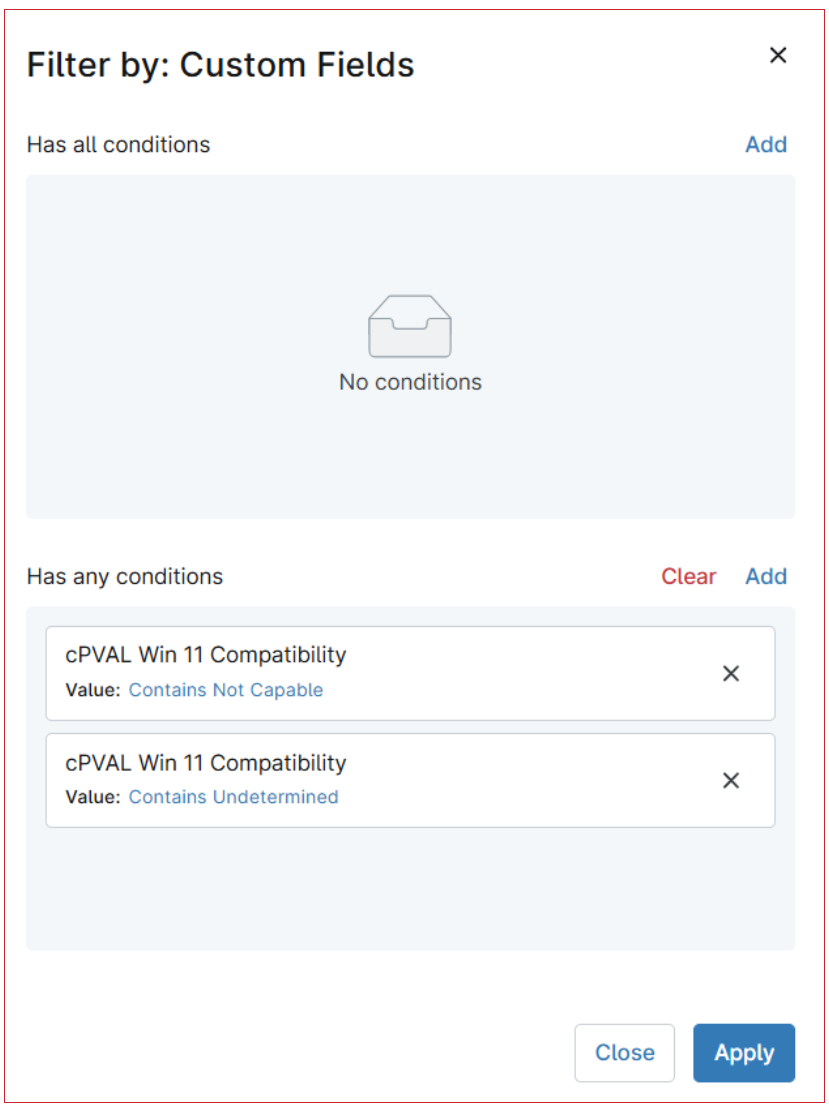 Filter by: Custom Fields
Has all conditions Add
No conditions
Has any conditions Clear Add
cPVAL Win 11 Compatibility
Value: Contains Not Capable
cPVAL Win 11 Compatibility
Value: Contains Undetermined
Close Apply